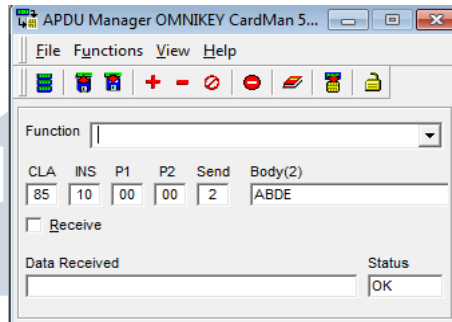 APDU Manager OMNIKEY CardMan 5...
File Functions View Help
Function
CLA INS P1 P2 Send Body(2)
85 10 00 00 2 ABDE
Receive
Data Received Status
OK